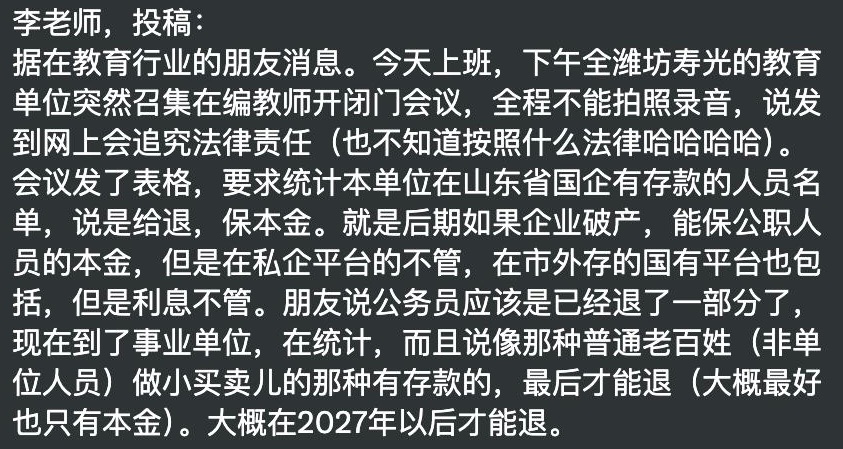 李老师，投稿：
据在教育行业的朋友消息。今天上班，下午全潍坊寿光的教育
单位突然召集在编教师开闭门会议，全程不能拍照录音，说发
到网上会追究法律责任（也不知道按照什么法律哈哈哈哈）。
会议发了表格，要求统计本单位在山东省国企有存款的人员名
单，说是给退，保本金。就是后期如果企业破产，能保公职人
员的本金，但是在私企平台的不管，在市外存的国有平台也包
括，但是利息不管。朋友说公务员应该是已经退了一部分了，
现在到了事业单位，在统计，而且说像那种普通老百姓（非单
位人员）做小买卖儿的那种有存款的，最后才能退（大概最好
也只有本金）。大概在2027年以后才能退。